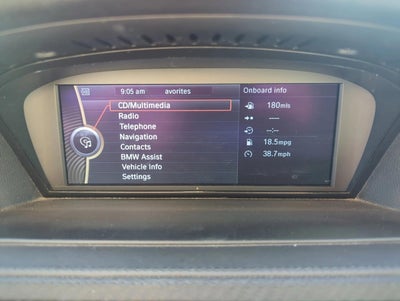 9:05 am avorites
Onboard info
CD/Multimedia
Radio
Telephone
Navigation
Contacts
BMW Assist
Vehicle Info
Settings
180mls
----
18.5mpg
38.7mph